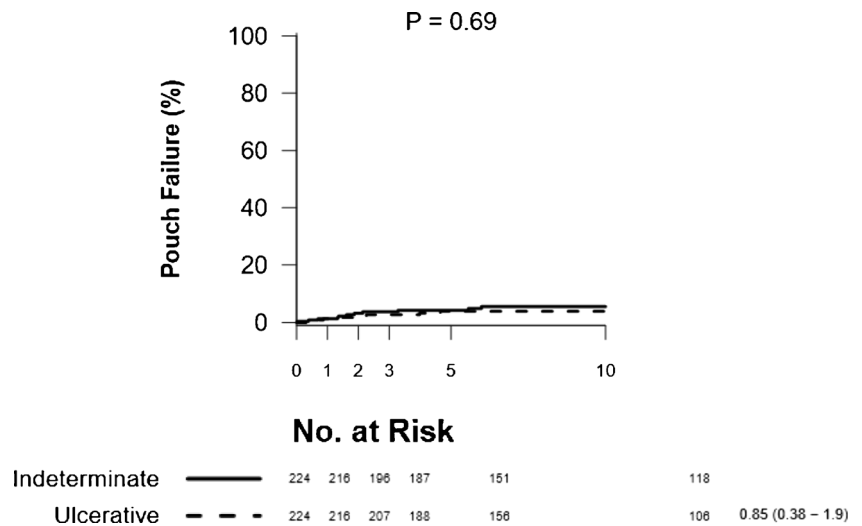 P = 0.69
Pouch Failure (%)
100
80
60
40
20
0
0 1 2 3 5 10
No. at Risk
Indeterminate 224 216 196 187 151 118
Ulcerative 224 216 207 188 156 106 0.85 (0.38 – 1.9)